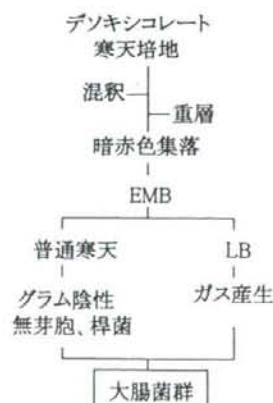 デソキシコレート
寒天培地
混釈
重層
暗赤色集落
EMB
普通寒天
LB
グラム陰性
無芽胞、桿菌
ガス産生
大腸菌群